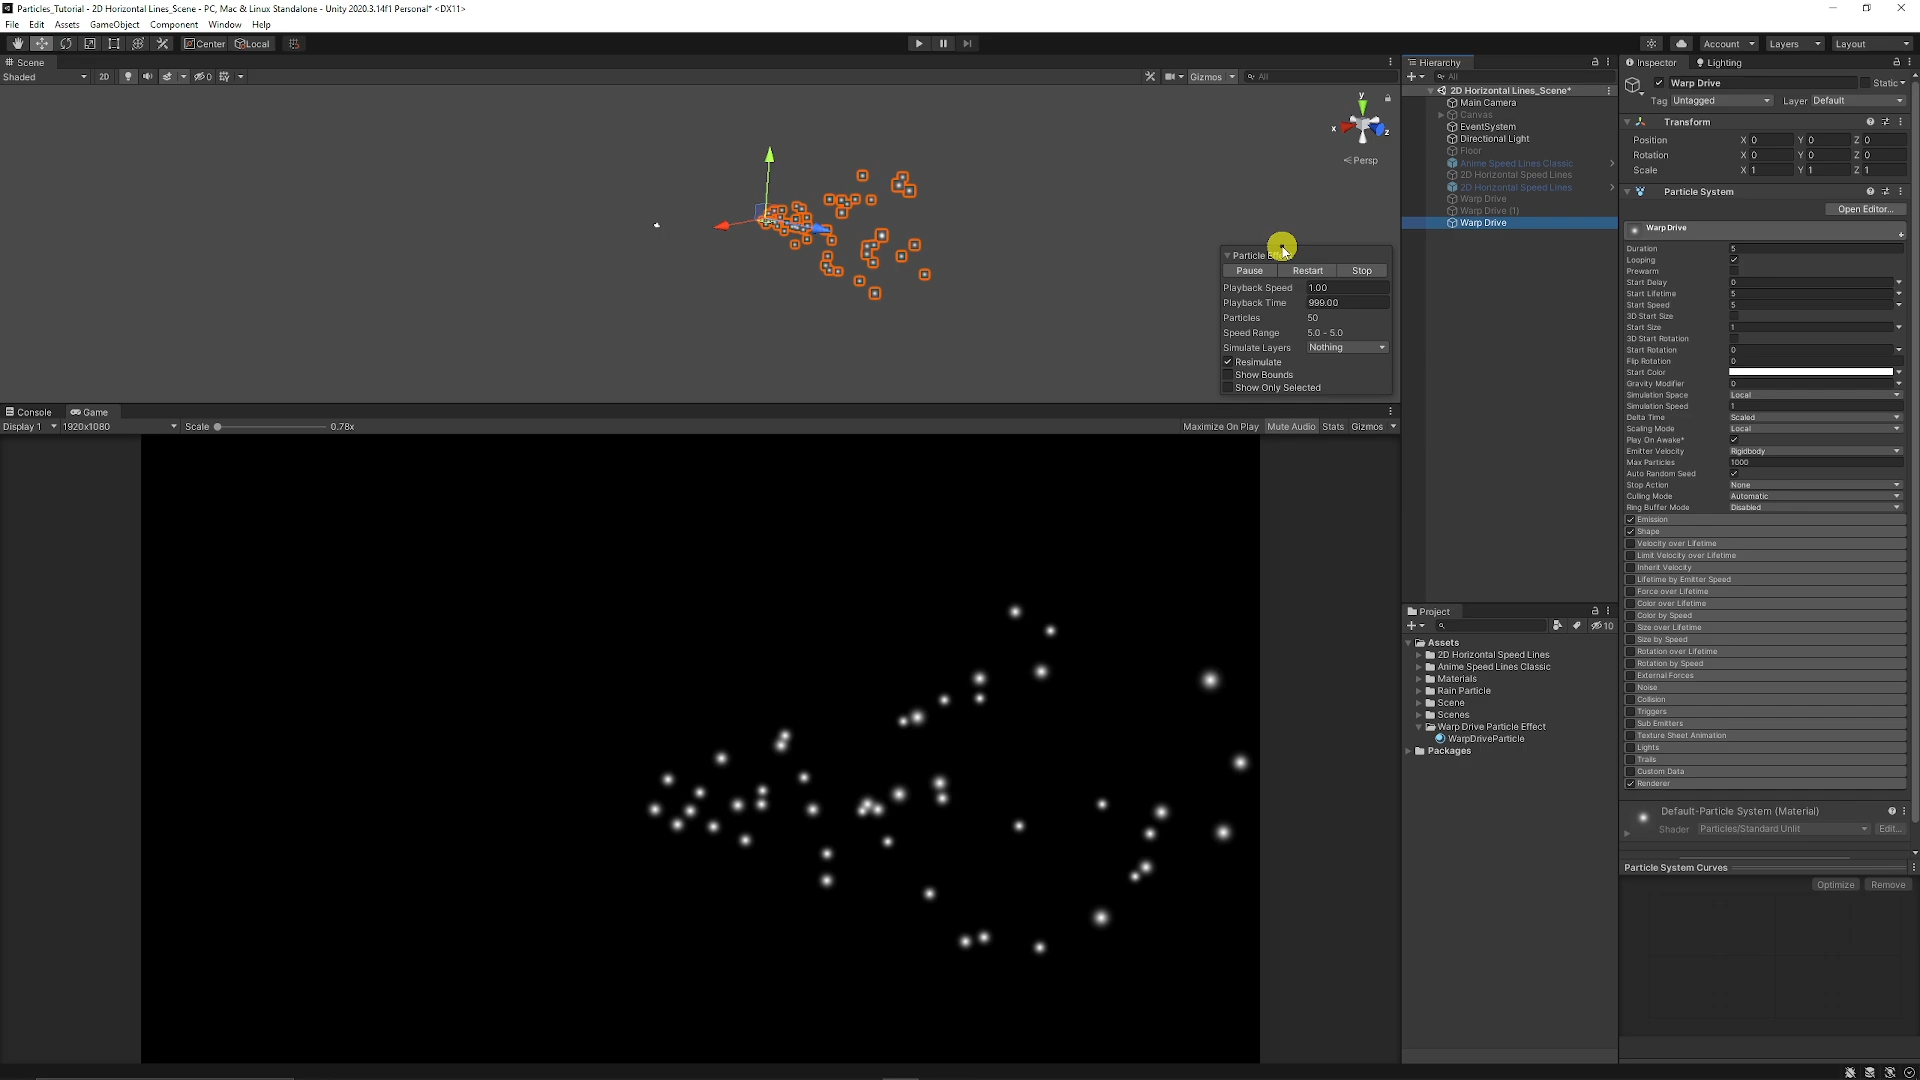 Particles_Tutorial - 2D Horizontal Lines_Scene - PC, Mac & Linux Standalone - Unity 2020.3.14f1 Personal* <DX11>
File Edit Assets GameObject Component Window Help
Center Local
Account Layers Layout
Scene
Shaded 2D 0 Gizmos All
y
x
z
Persp
Particle
Pause Restart Stop
Playback Speed 1.00
Playback Time 999.00
Particles 50
Speed Range 5.0 - 5.0
Simulate Layers Nothing
Resimulate
Show Bounds
Show Only Selected
Console Game
Display 1 1920x1080 Scale 0.78x Maximize On Play Mute Audio Stats Gizmos
Hierarchy
All
2D Horizontal Lines_Scene*
Main Camera
Canvas
EventSystem
Directional Light
Floor
Anime Speed Lines Classic
2D Horizontal Speed Lines
2D Horizontal Speed Lines
Warp Drive
Warp Drive (1)
Warp Drive
Project
10
Assets
2D Horizontal Speed Lines
Anime Speed Lines Classic
Materials
Rain Particle
Scene
Scenes
Warp Drive Particle Effect
WarpDriveParticle
Packages
Inspector Lighting
Warp Drive Static
Tag Untagged Layer Default
Transform
Position X 0 Y 0 Z 0
Rotation X 0 Y 0 Z 0
Scale X 1 Y 1 Z 1
Particle System
Open Editor...
Warp Drive
Duration 5
Looping
Prewarm
Start Delay 0
Start Lifetime 5
Start Speed 5
3D Start Size
Start Size 1
3D Start Rotation
Start Rotation 0
Flip Rotation 0
Start Color
Gravity Modifier 0
Simulation Space Local
Simulation Speed 1
Delta Time Scaled
Scaling Mode Local
Play On Awake*
Emitter Velocity Rigidbody
Max Particles 1000
Auto Random Seed
Stop Action None
Culling Mode Automatic
Ring Buffer Mode Disabled
Emission
Shape
Velocity over Lifetime
Limit Velocity over Lifetime
Inherit Velocity
Lifetime by Emitter Speed
Force over Lifetime
Color over Lifetime
Color by Speed
Size over Lifetime
Size by Speed
Rotation over Lifetime
Rotation by Speed
External Forces
Noise
Collision
Triggers
Sub Emitters
Texture Sheet Animation
Lights
Trails
Custom Data
Renderer
Default-Particle System (Material)
Shader Particles/Standard Unlit Edit...
Particle System Curves
Optimize Remove